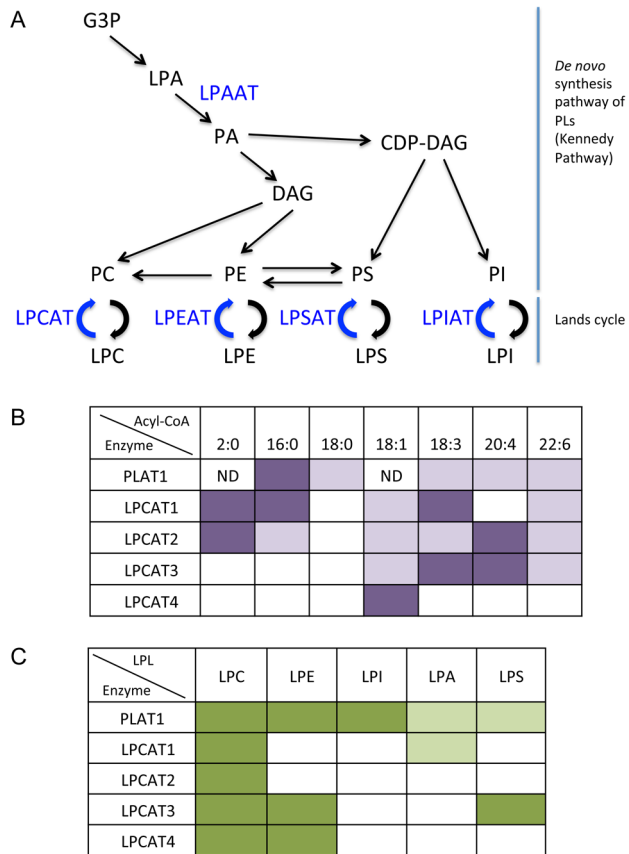 A
G3P
LPA
LPAAT
PA
CDP-DAG
DAG
PC
PE
PS
PI
LPCAT
LPEAT
LPSAT
LPIAT
LPC
LPE
LPS
LPI
De novo
synthesis
pathway of
PLs
(Kennedy
Pathway)
Lands cycle
B
Acyl-CoA
Enzyme
2:0 16:0 18:0 18:1 18:3 20:4 22:6
PLAT1 ND ND
LPCAT1
LPCAT2
LPCAT3
LPCAT4
C
LPL
Enzyme
LPC LPE LPI LPA LPS
PLAT1
LPCAT1
LPCAT2
LPCAT3
LPCAT4